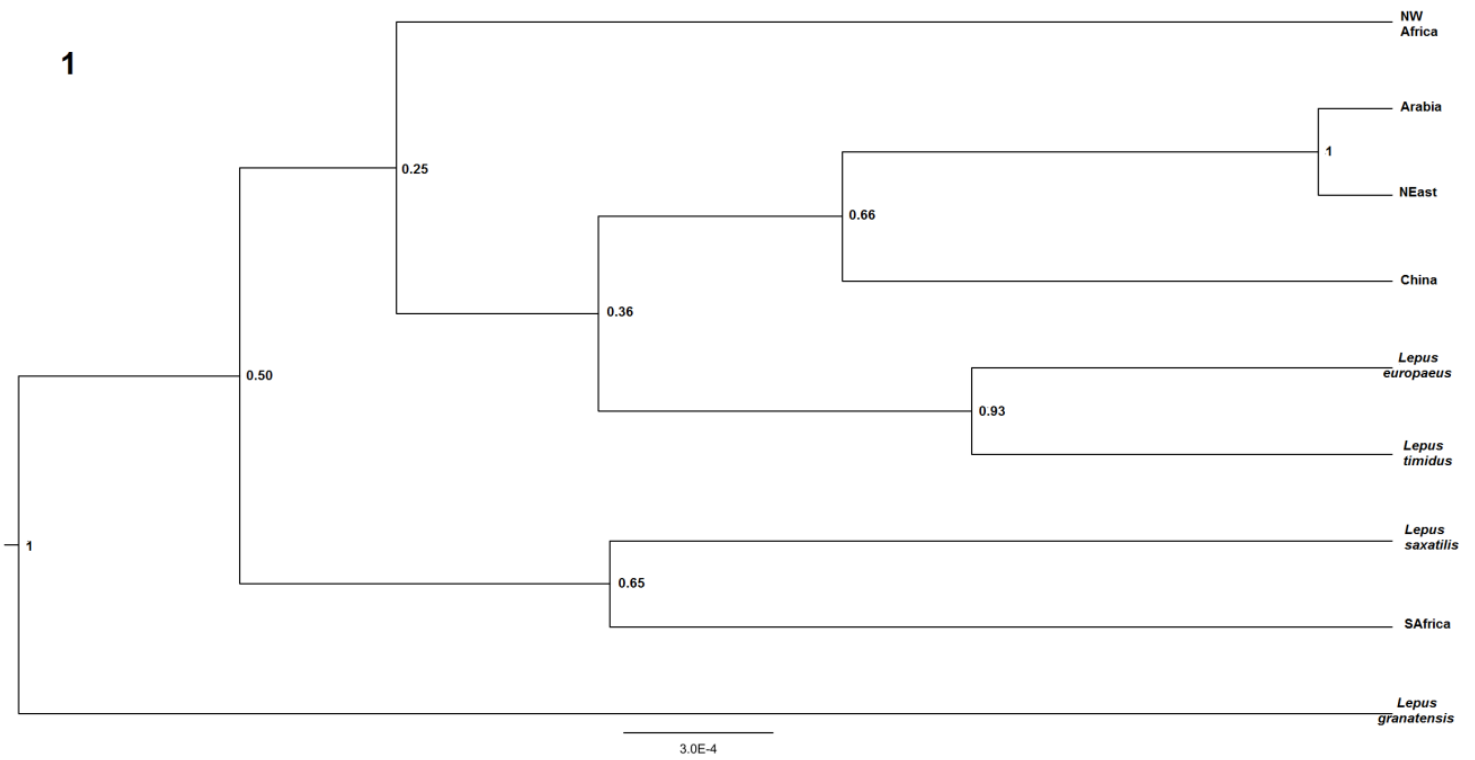 NW
Africa
1
Arabia
1
0.25
NEast
0.66
China
0.36
Lepus
europaeus
0.50
0.93
Lepus
timidus
Lepus
saxatilis
1
0.65
SAfrica
Lepus
granatensis
3.0E-4